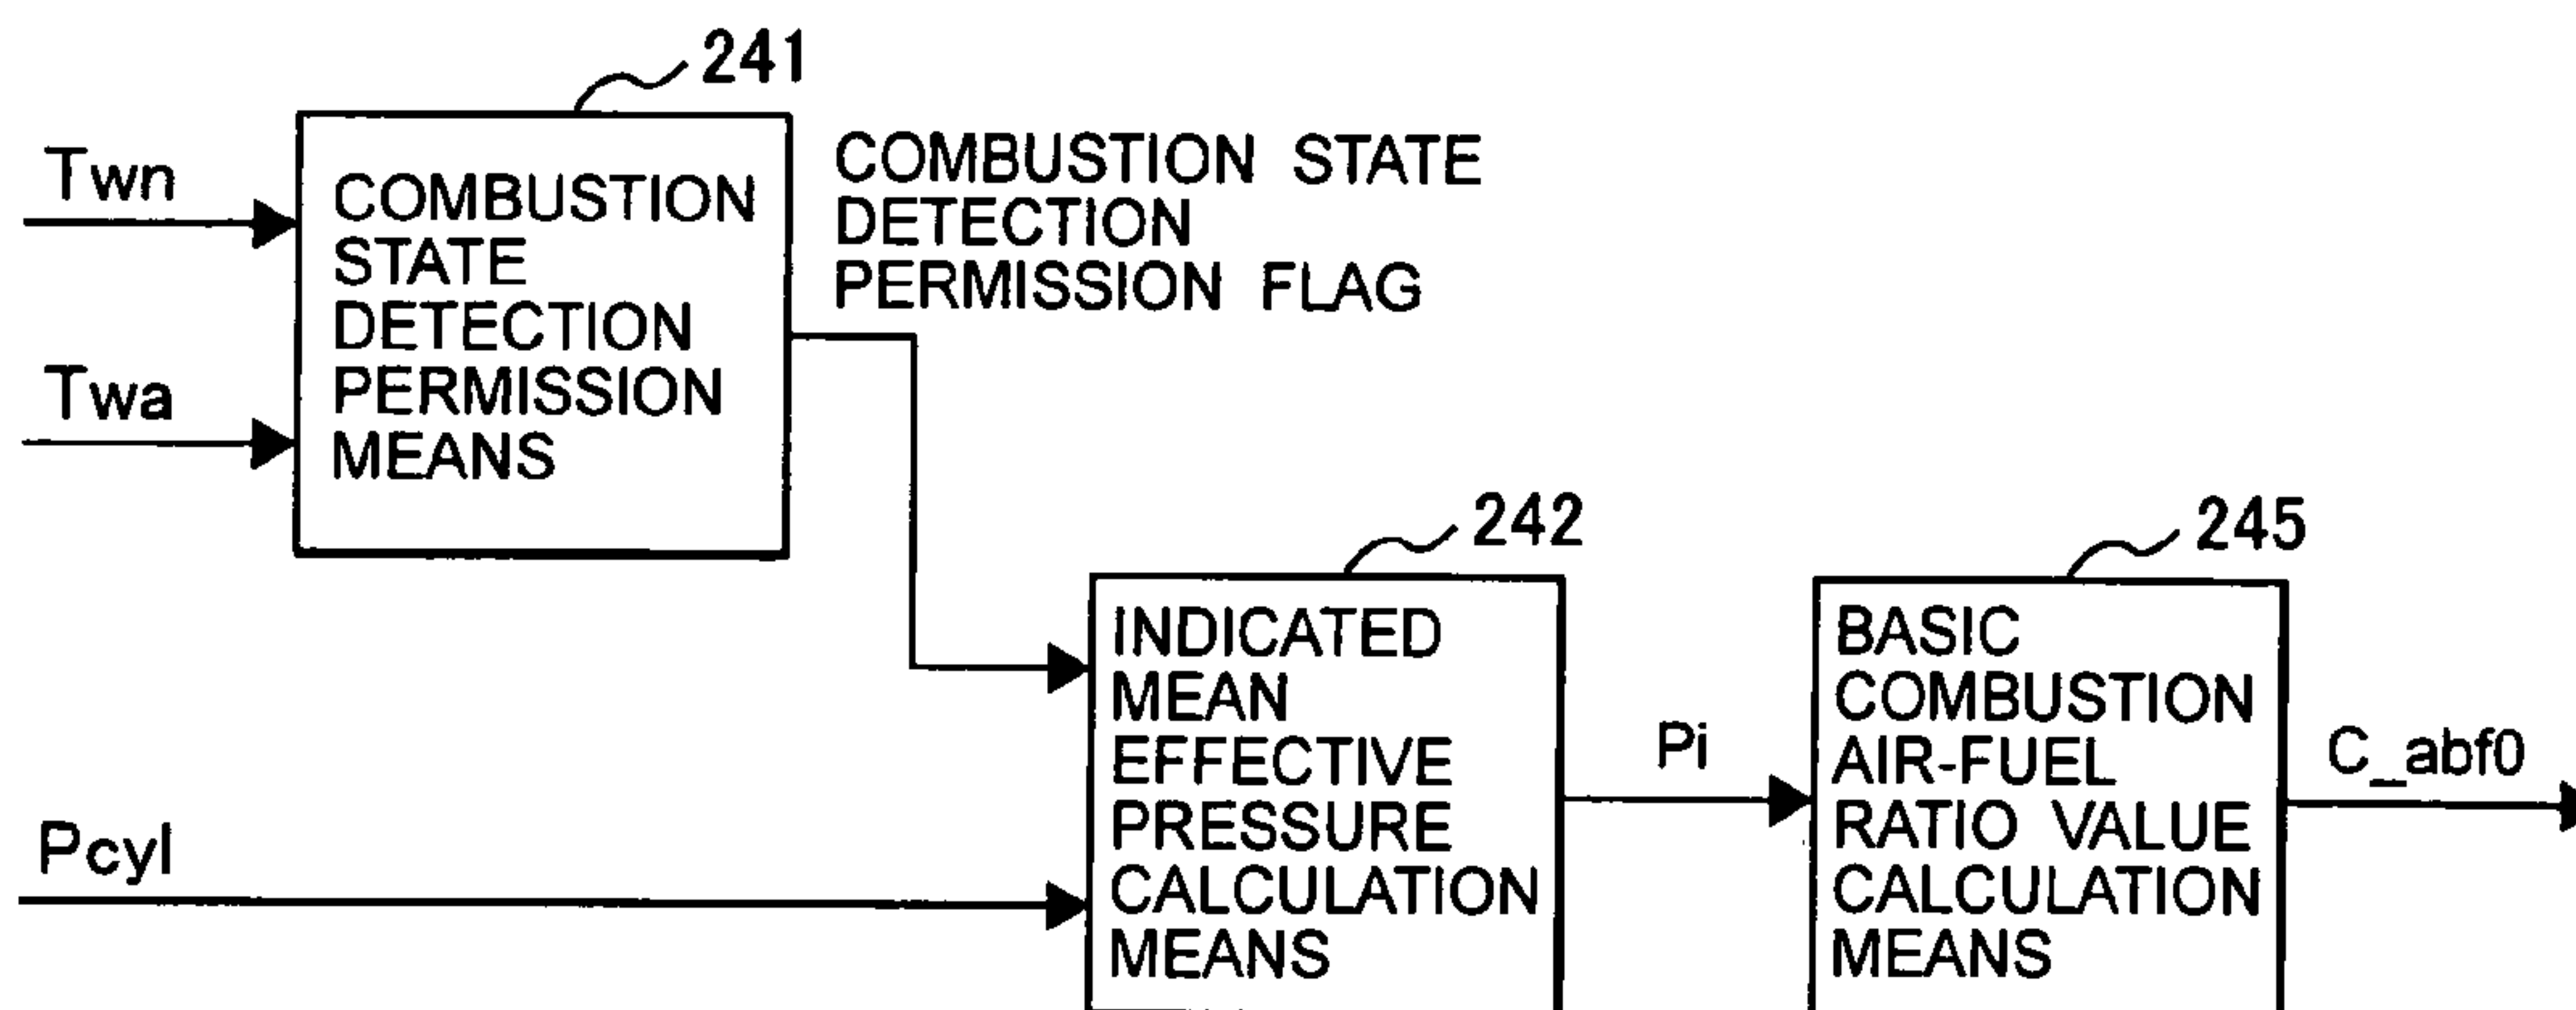 241
Twn
Twa
COMBUSTION
STATE
DETECTION
PERMISSION
MEANS
COMBUSTION STATE
DETECTION
PERMISSION FLAG
Pcyl
242
INDICATED
MEAN
EFFECTIVE
PRESSURE
CALCULATION
MEANS
Pi
245
BASIC
COMBUSTION
AIR-FUEL
RATIO VALUE
CALCULATION
MEANS
C_abf0